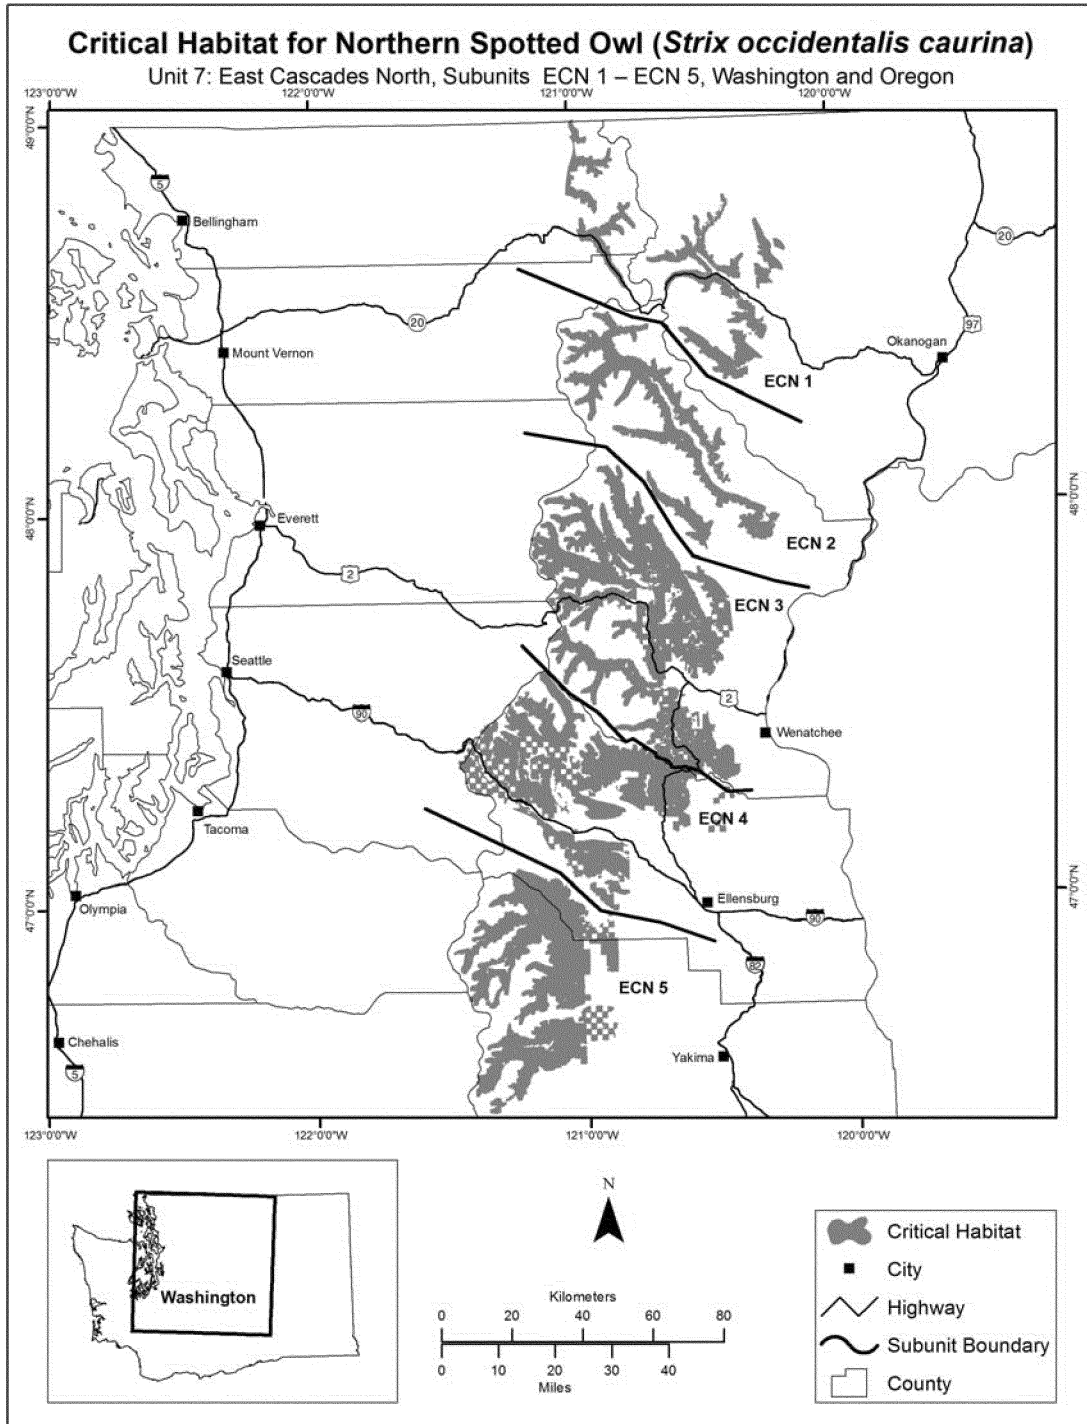 Critical Habitat for Northern Spotted Owl (Strix occidentalis caurina)
Unit 7: East Cascades North, Subunits ECN 1 – ECN 5, Washington and Oregon
123°0'0"W
122°0'0"W
121°0'0"W
120°0'0"W
49°0'0"N
5
Bellingham
20
97
Okanogan
20
Mount Vernon
ECN 1
48°0'0"N
48°0'0"N
Everett
ECN 2
2
ECN 3
Seattle
2
90
Wenatchee
ECN 4
Tacoma
47°0'0"N
47°0'0"N
Olympia
Ellensburg
90
82
ECN 5
Chehalis
Yakima
5
123°0'0"W
122°0'0"W
121°0'0"W
120°0'0"W
Washington
N
Kilometers
0 20 40 60 80
0 10 20 30 40
Miles
Critical Habitat
City
Highway
Subunit Boundary
County